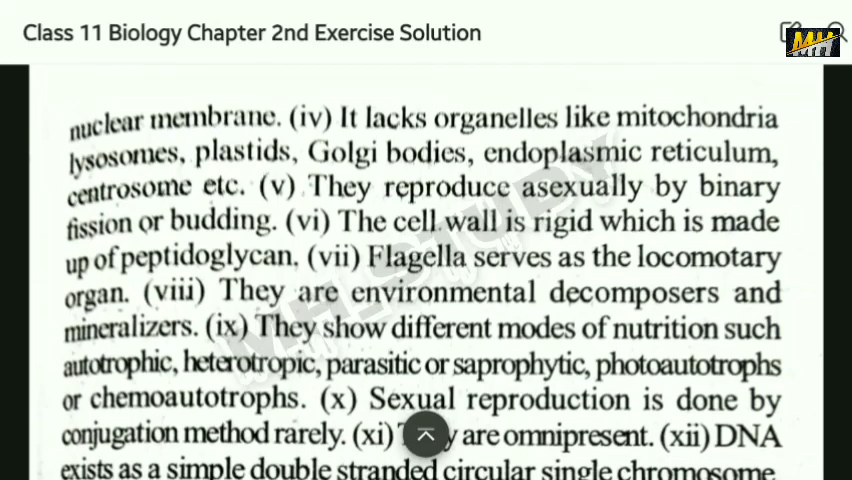 Class 11 Biology Chapter 2nd Exercise Solution
MH
nuclear membrane. (iv) It lacks organelles like mitochondria
lysosomes, plastids, Golgi bodies, endoplasmic reticulum,
centrosome etc. (v) They reproduce asexually by binary
fission or budding. (vi) The cell wall is rigid which is made
up of peptidoglycan, (vii) Flagella serves as the locomotary
organ. (viii) They are environmental decomposers and
mineralizers. (ix) They show different modes of nutrition such
autotrophic, heterotropic, parasitic or saprophytic, photoautotrophs
or chemoautotrophs. (x) Sexual reproduction is done by
conjugation method rarely. (xi) are omnipresent. (xii) DNA
exists as a simple double stranded circular single chromosome
MH_STUDY